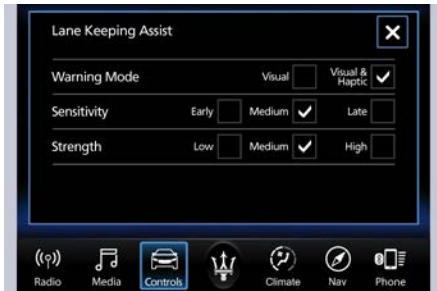 Lane Keeping Assist
Warning Mode Visual Visual & Haptic
Sensitivity Early Medium Late
Strength Low Medium High
Radio Media Controls Climate Nav Phone